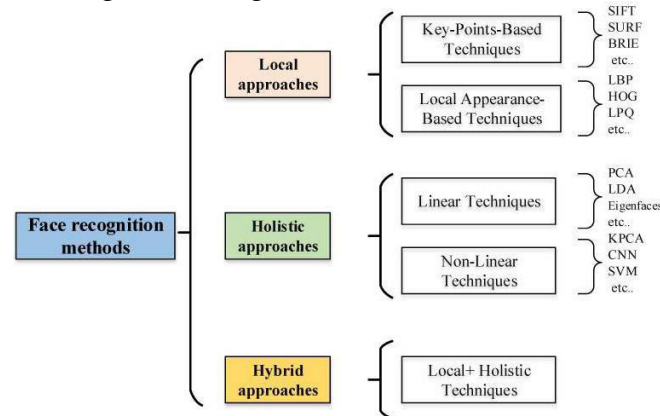 SIFT
SURF
BRIE
etc..
Key-Points-Based
Techniques
Local
approaches
LBP
HOG
LPQ
etc..
Local Appearance-
Based Techniques
PCA
LDA
Eigenfaces
etc..
Linear Techniques
Face recognition
methods
Holistic
approaches
KPCA
CNN
SVM
etc..
Non-Linear
Techniques
Hybrid
approaches
Local+ Holistic
Techniques